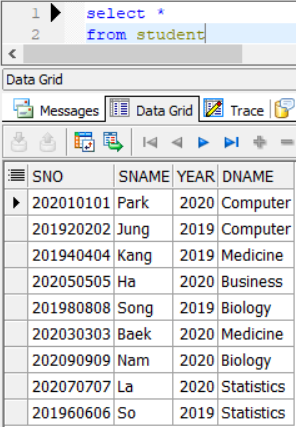 1 select *
2 from student
Data Grid
Messages Data Grid Trace
SNO SNAME YEAR DNAME
202010101 Park 2020 Computer
201920202 Jung 2019 Computer
201940404 Kang 2019 Medicine
202050505 Ha 2020 Business
201980808 Song 2019 Biology
202030303 Baek 2020 Medicine
202090909 Nam 2020 Biology
202070707 La 2020 Statistics
201960606 So 2019 Statistics